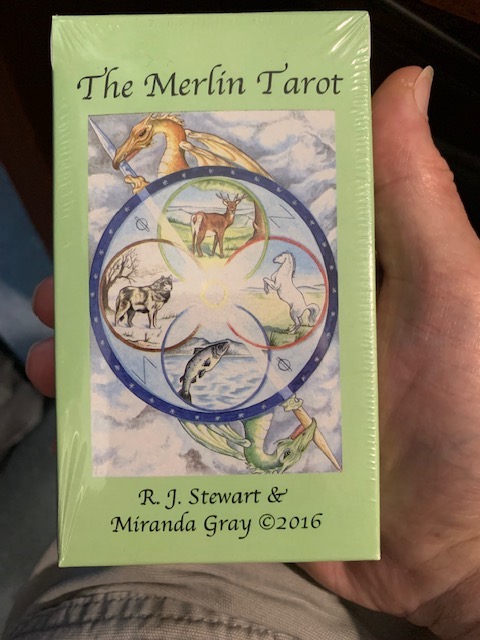 The Merlin Tarot
R. J. Stewart &
Miranda Gray ©2016